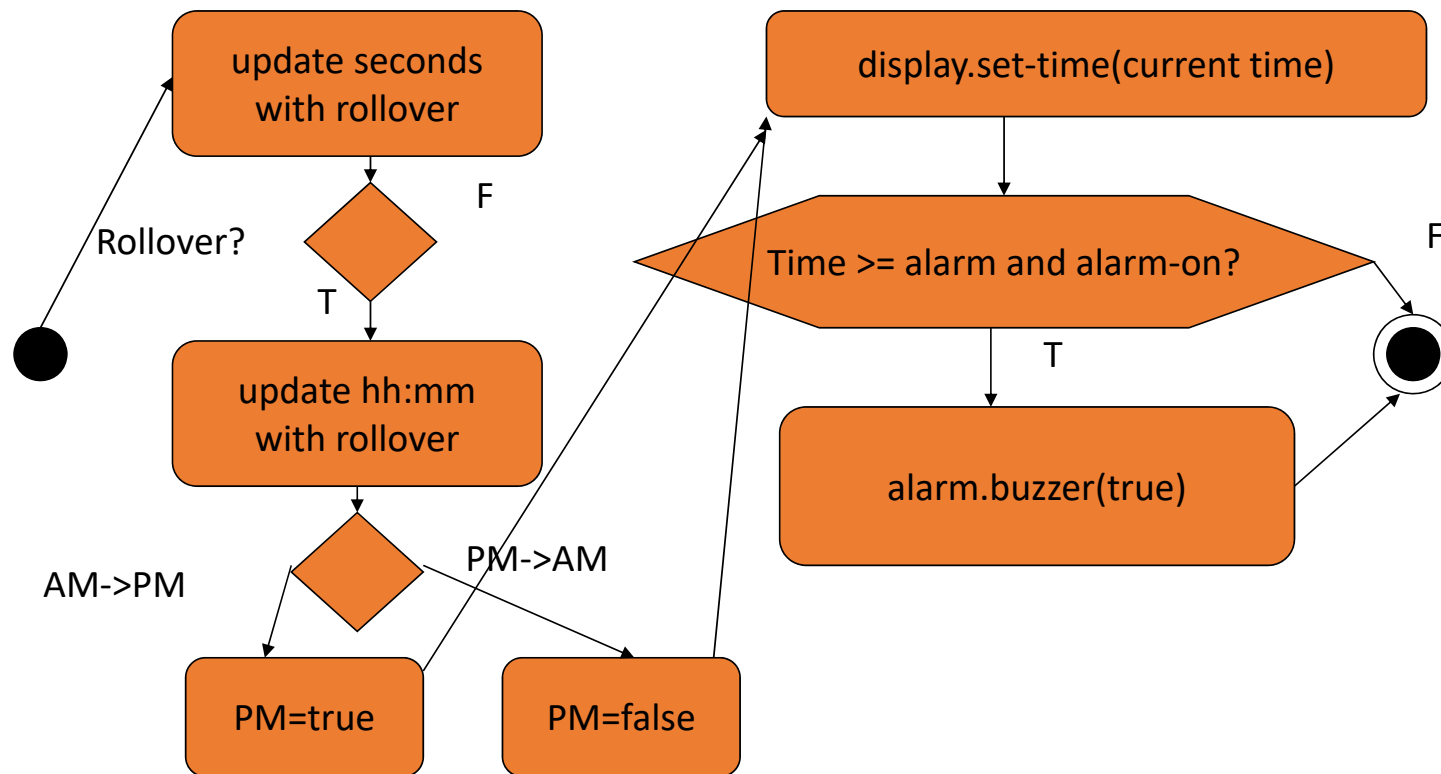 update seconds
with rollover
F
Rollover?
T
update hh:mm
with rollover
AM->PM
PM->AM
PM=true
PM=false
display.set-time(current time)
Time >= alarm and alarm-on?
F
T
alarm.buzzer(true)